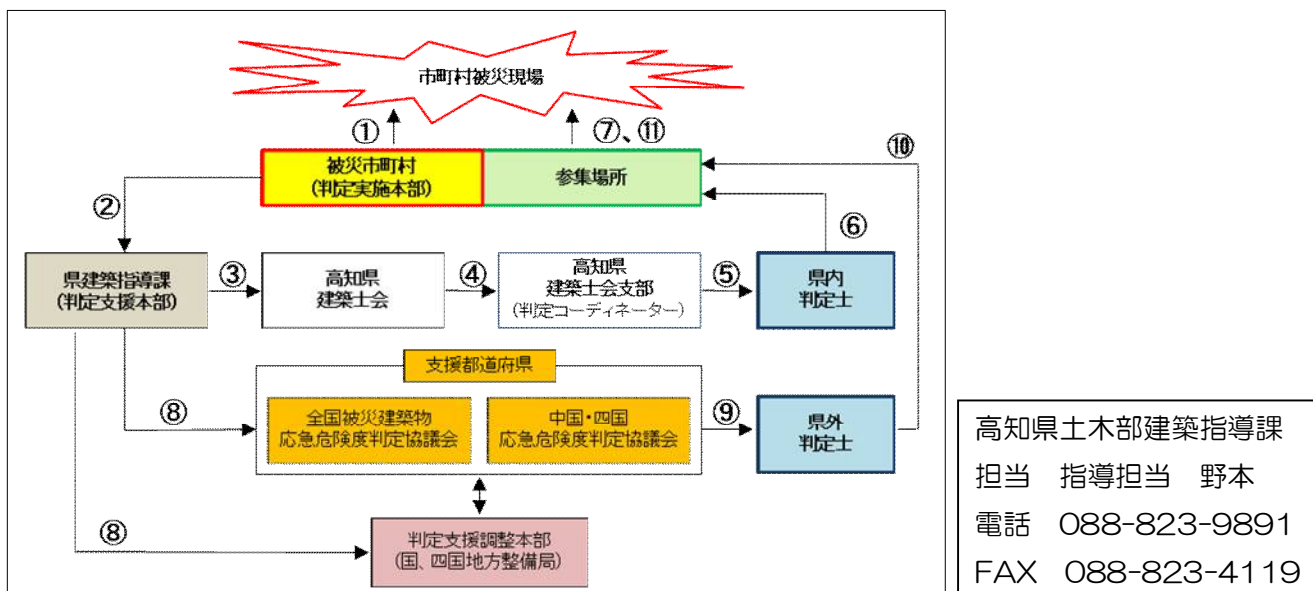 市町村被災現場
①
⑦、⑪
⑩
被災市町村
(判定実施本部)
参集場所
②
⑥
県建築指導課
(判定支援本部)
③
高知県
建築士会
④
高知県
建築士会支部
(判定コーディネーター)
⑤
県内
判定士
支援都道府県
⑧
全国被災建築物
応急危険度判定協議会
中国・四国
応急危険度判定協議会
⑨
県外
判定士
⑧
判定支援調整本部
(国、四国地方整備局)
高知県土木部建築指導課
担当　指導担当　野本
電話　088-823-9891
FAX　088-823-4119